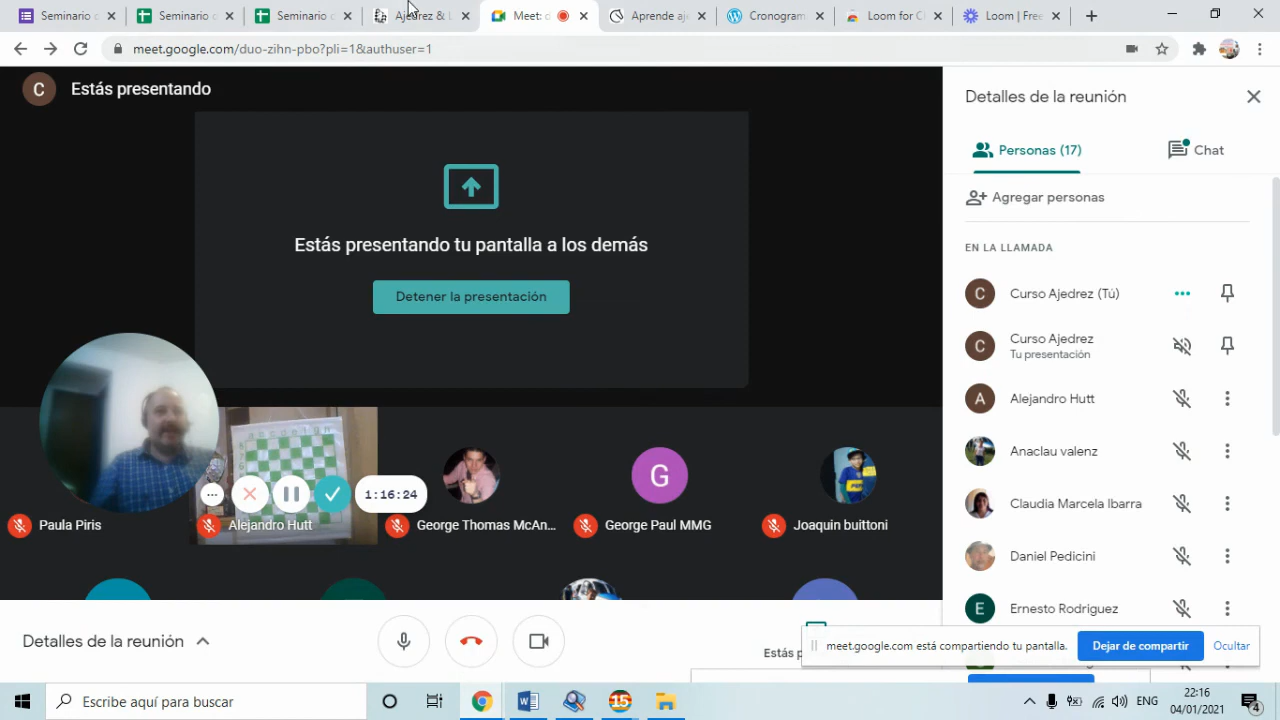 Seminario c
Seminario c
Seminario c
Ajedrez & L
Meet: d
Aprende aje
Cronogram
Loom for C
Loom | Free
meet.google.com/duo-zihn-pbo?pli=1&authuser=1
C
Estás presentando
Estás presentando tu pantalla a los demás
Detener la presentación
1:16:24
G
Paula Piris
Alejandro Hutt
George Thomas McAn...
George Paul MMG
Joaquin buittoni
Detalles de la reunión
Estás p
Detalles de la reunión
Personas (17)
Chat
Agregar personas
EN LA LLAMADA
C
Curso Ajedrez (Tú)
C
Curso Ajedrez
Tu presentación
A
Alejandro Hutt
Anaclau valenz
Claudia Marcela Ibarra
Daniel Pedicini
E
Ernesto Rodriguez
meet.google.com está compartiendo tu pantalla.
Dejar de compartir
Ocultar
Escribe aquí para buscar
15
ENG
22:16
04/01/2021
4